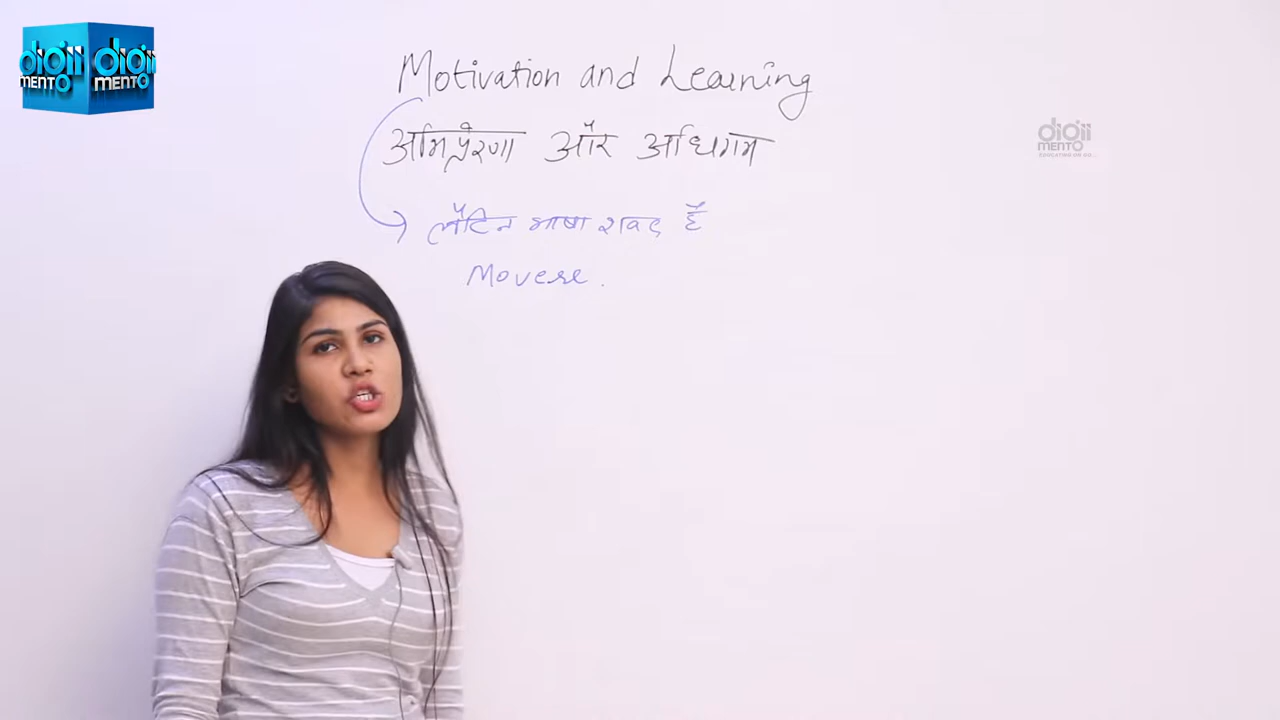 digii digii
MENTO MENTO
Motivation and Learning
अभिप्रेरणा और अधिगम
digii
MENTO
लैटिन भाषा शब्द है
Movere.